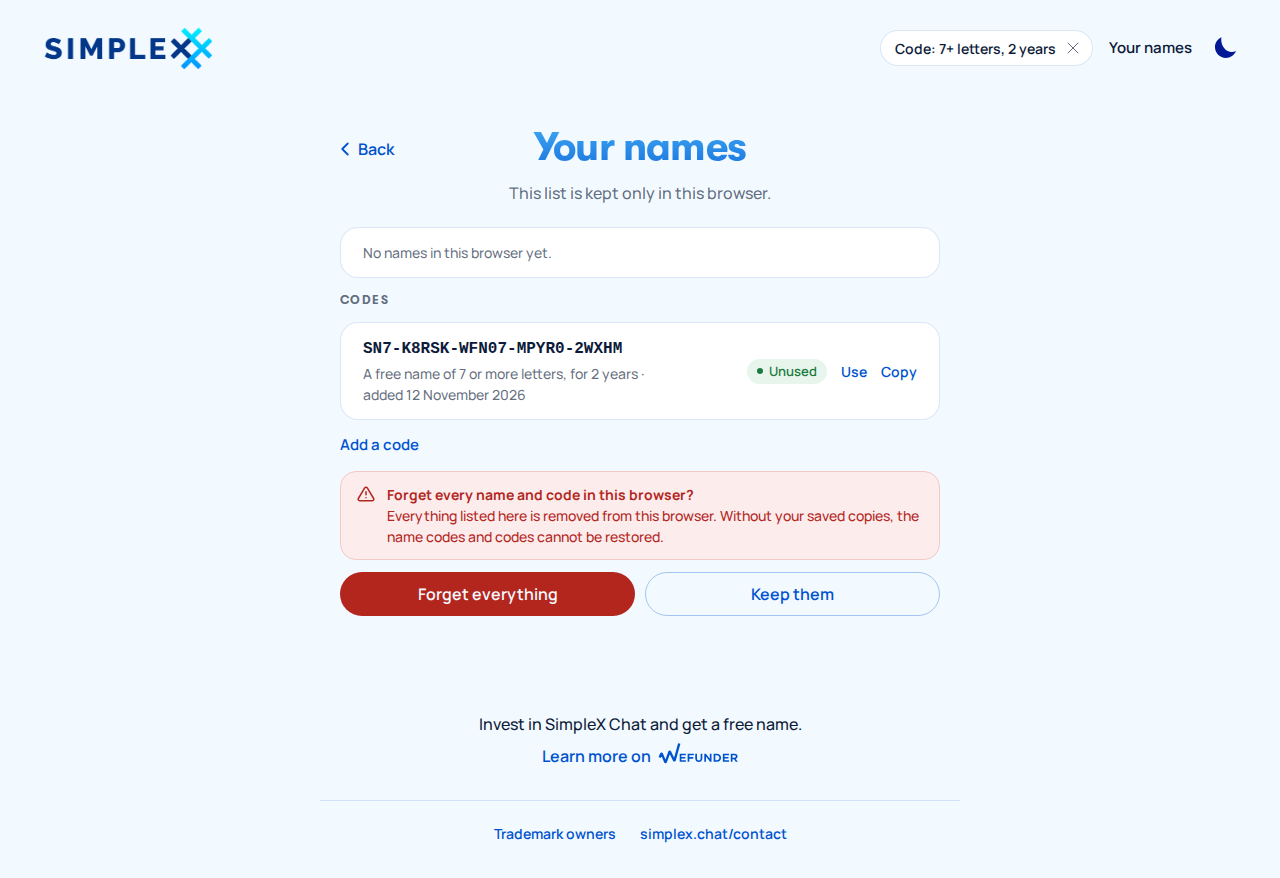 SIMPLEX
Code: 7+ letters, 2 years
Your names
Back
Your names
This list is kept only in this browser.
No names in this browser yet.
CODES
SN7-K8RSK-WFN07-MPYR0-2WXHM
A free name of 7 or more letters, for 2 years ·
added 12 November 2026
Unused
Use
Copy
Add a code
Forget every name and code in this browser?
Everything listed here is removed from this browser. Without your saved copies, the
name codes and codes cannot be restored.
Forget everything
Keep them
Invest in SimpleX Chat and get a free name.
Learn more on WEFUNDER
Trademark owners
simplex.chat/contact